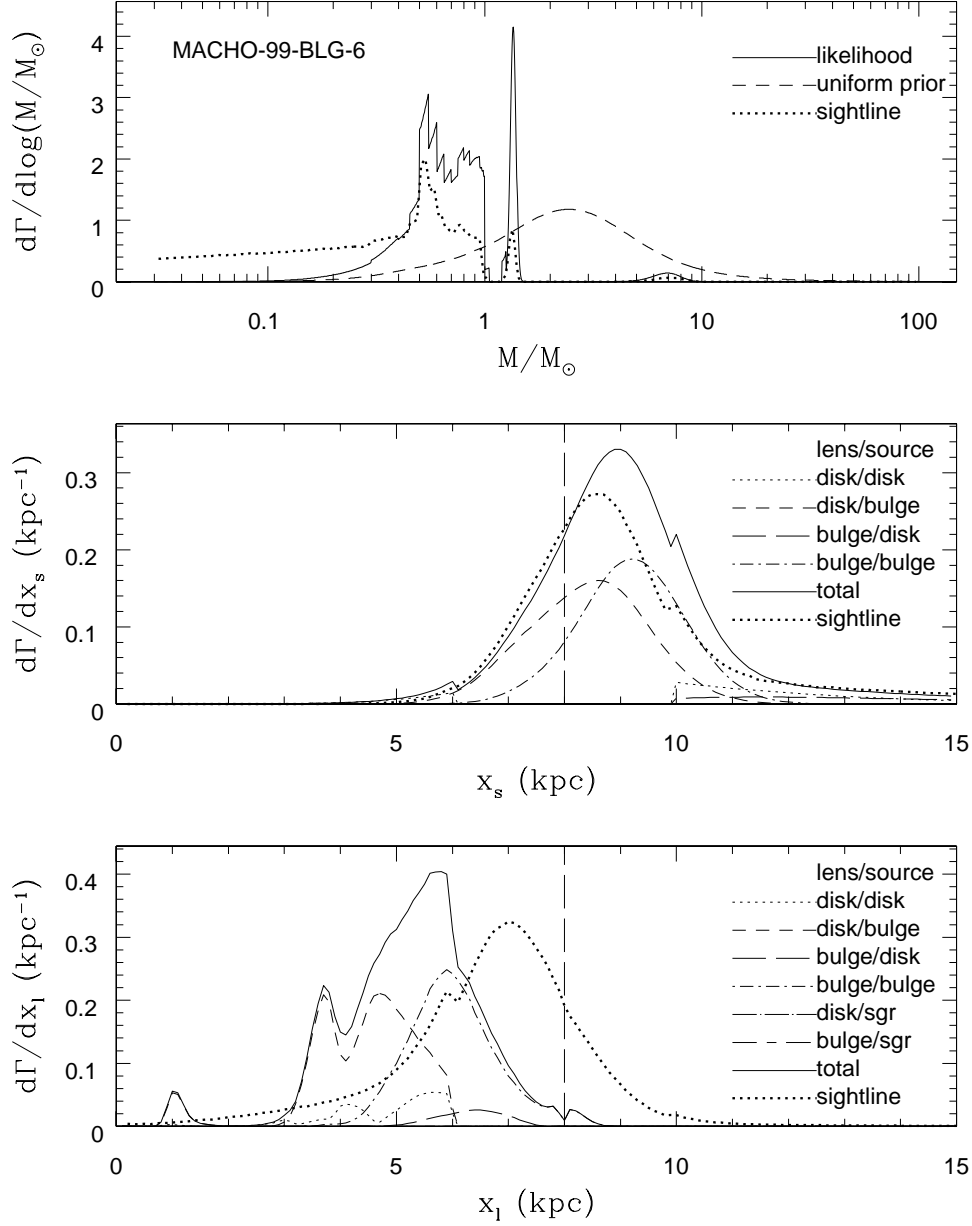 MACHO-99-BLG-6
likelihood
uniform prior
sightline
dΓ/dlog(M/M⊙)
0
1
2
3
4
0.1
1
10
100
M/M⊙
lens/source
disk/disk
disk/bulge
bulge/disk
bulge/bulge
total
sightline
dΓ/dxₛ (kpc⁻¹)
0
0.1
0.2
0.3
0
5
10
15
xₛ (kpc)
lens/source
disk/disk
disk/bulge
bulge/disk
bulge/bulge
disk/sgr
bulge/sgr
total
sightline
dΓ/dxₗ (kpc⁻¹)
0
0.1
0.2
0.3
0.4
0
5
10
15
xₗ (kpc)